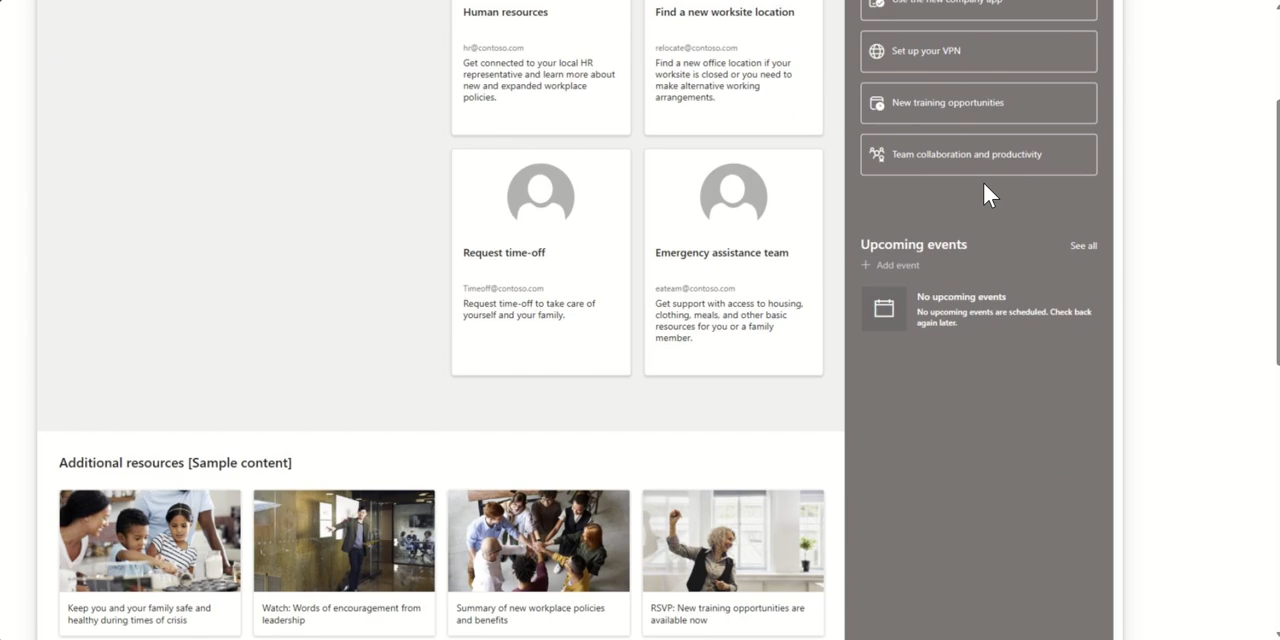 Human resources
hr@contoso.com
Get connected to your local HR
representative and learn more about
new and expanded workplace
policies.
Find a new worksite location
relocate@contoso.com
Find a new office location if your
worksite is closed or you need to
make alternative working
arrangements.
Request time-off
Timeoff@contoso.com
Request time-off to take care of
yourself and your family.
Emergency assistance team
eateam@contoso.com
Get support with access to housing,
clothing, meals, and other basic
resources for you or a family
member.
Use the new company app
Set up your VPN
New training opportunities
Team collaboration and productivity
Upcoming events
See all
+ Add event
No upcoming events
No upcoming events are scheduled. Check back
again later.
Additional resources [Sample content]
Keep you and your family safe and
healthy during times of crisis
Watch: Words of encouragement from
leadership
Summary of new workplace policies
and benefits
RSVP: New training opportunities are
available now